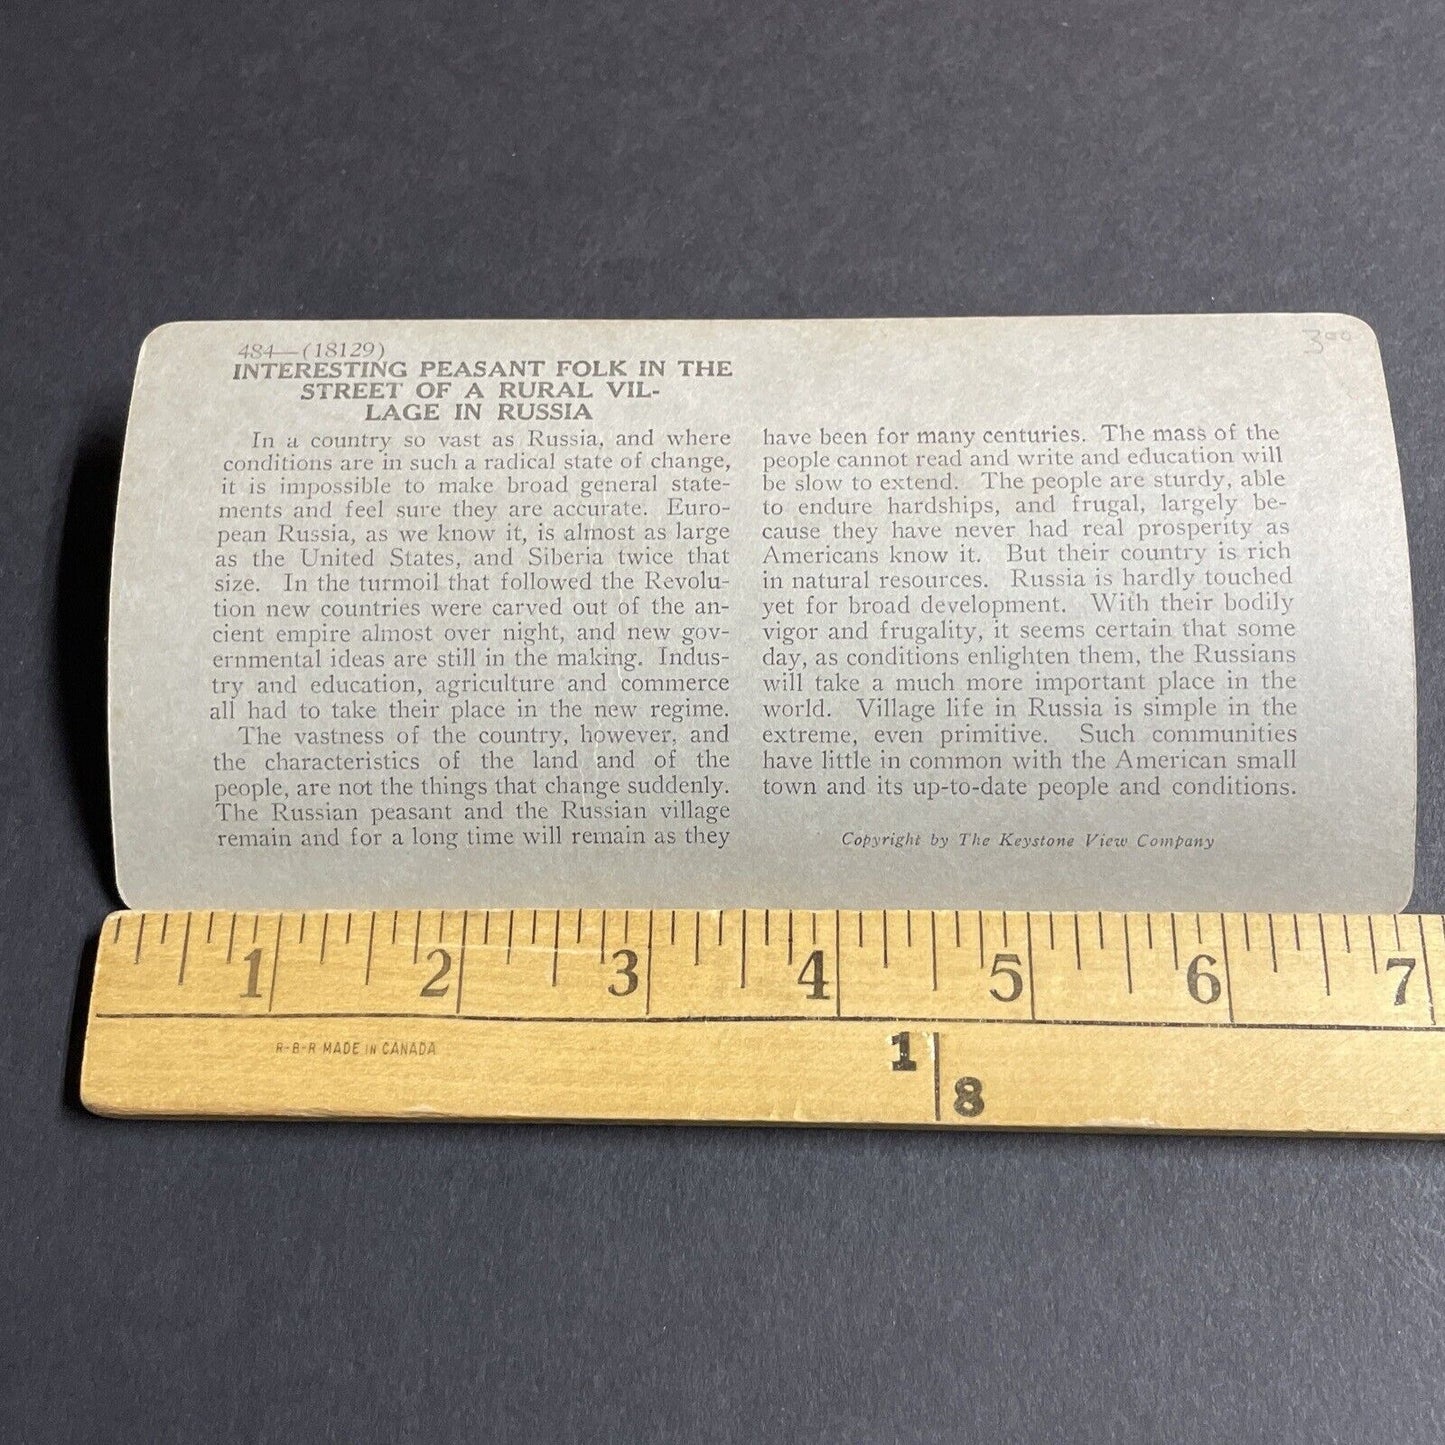 484—(18129)
INTERESTING PEASANT FOLK IN THE
STREET OF A RURAL VIL-
LAGE IN RUSSIA
In a country so vast as Russia, and where
conditions are in such a radical state of change,
it is impossible to make broad general state-
ments and feel sure they are accurate. Euro-
pean Russia, as we know it, is almost as large
as the United States, and Siberia twice that
size. In the turmoil that followed the Revolu-
tion new countries were carved out of the an-
cient empire almost over night, and new gov-
ernmental ideas are still in the making. Indus-
try and education, agriculture and commerce
all had to take their place in the new regime.
The vastness of the country, however, and
the characteristics of the land and of the
people, are not the things that change suddenly.
The Russian peasant and the Russian village
remain and for a long time will remain as they
300
have been for many centuries. The mass of the
people cannot read and write and education will
be slow to extend. The people are sturdy, able
to endure hardships, and frugal, largely be-
cause they have never had real prosperity as
Americans know it. But their country is rich
in natural resources. Russia is hardly touched
yet for broad development. With their bodily
vigor and frugality, it seems certain that some
day, as conditions enlighten them, the Russians
will take a much more important place in the
world. Village life in Russia is simple in the
extreme, even primitive. Such communities
have little in common with the American small
town and its up-to-date people and conditions.
Copyright by The Keystone View Company
1 2 3 4 5 6 7
R-B-R MADE IN CANADA
1
8